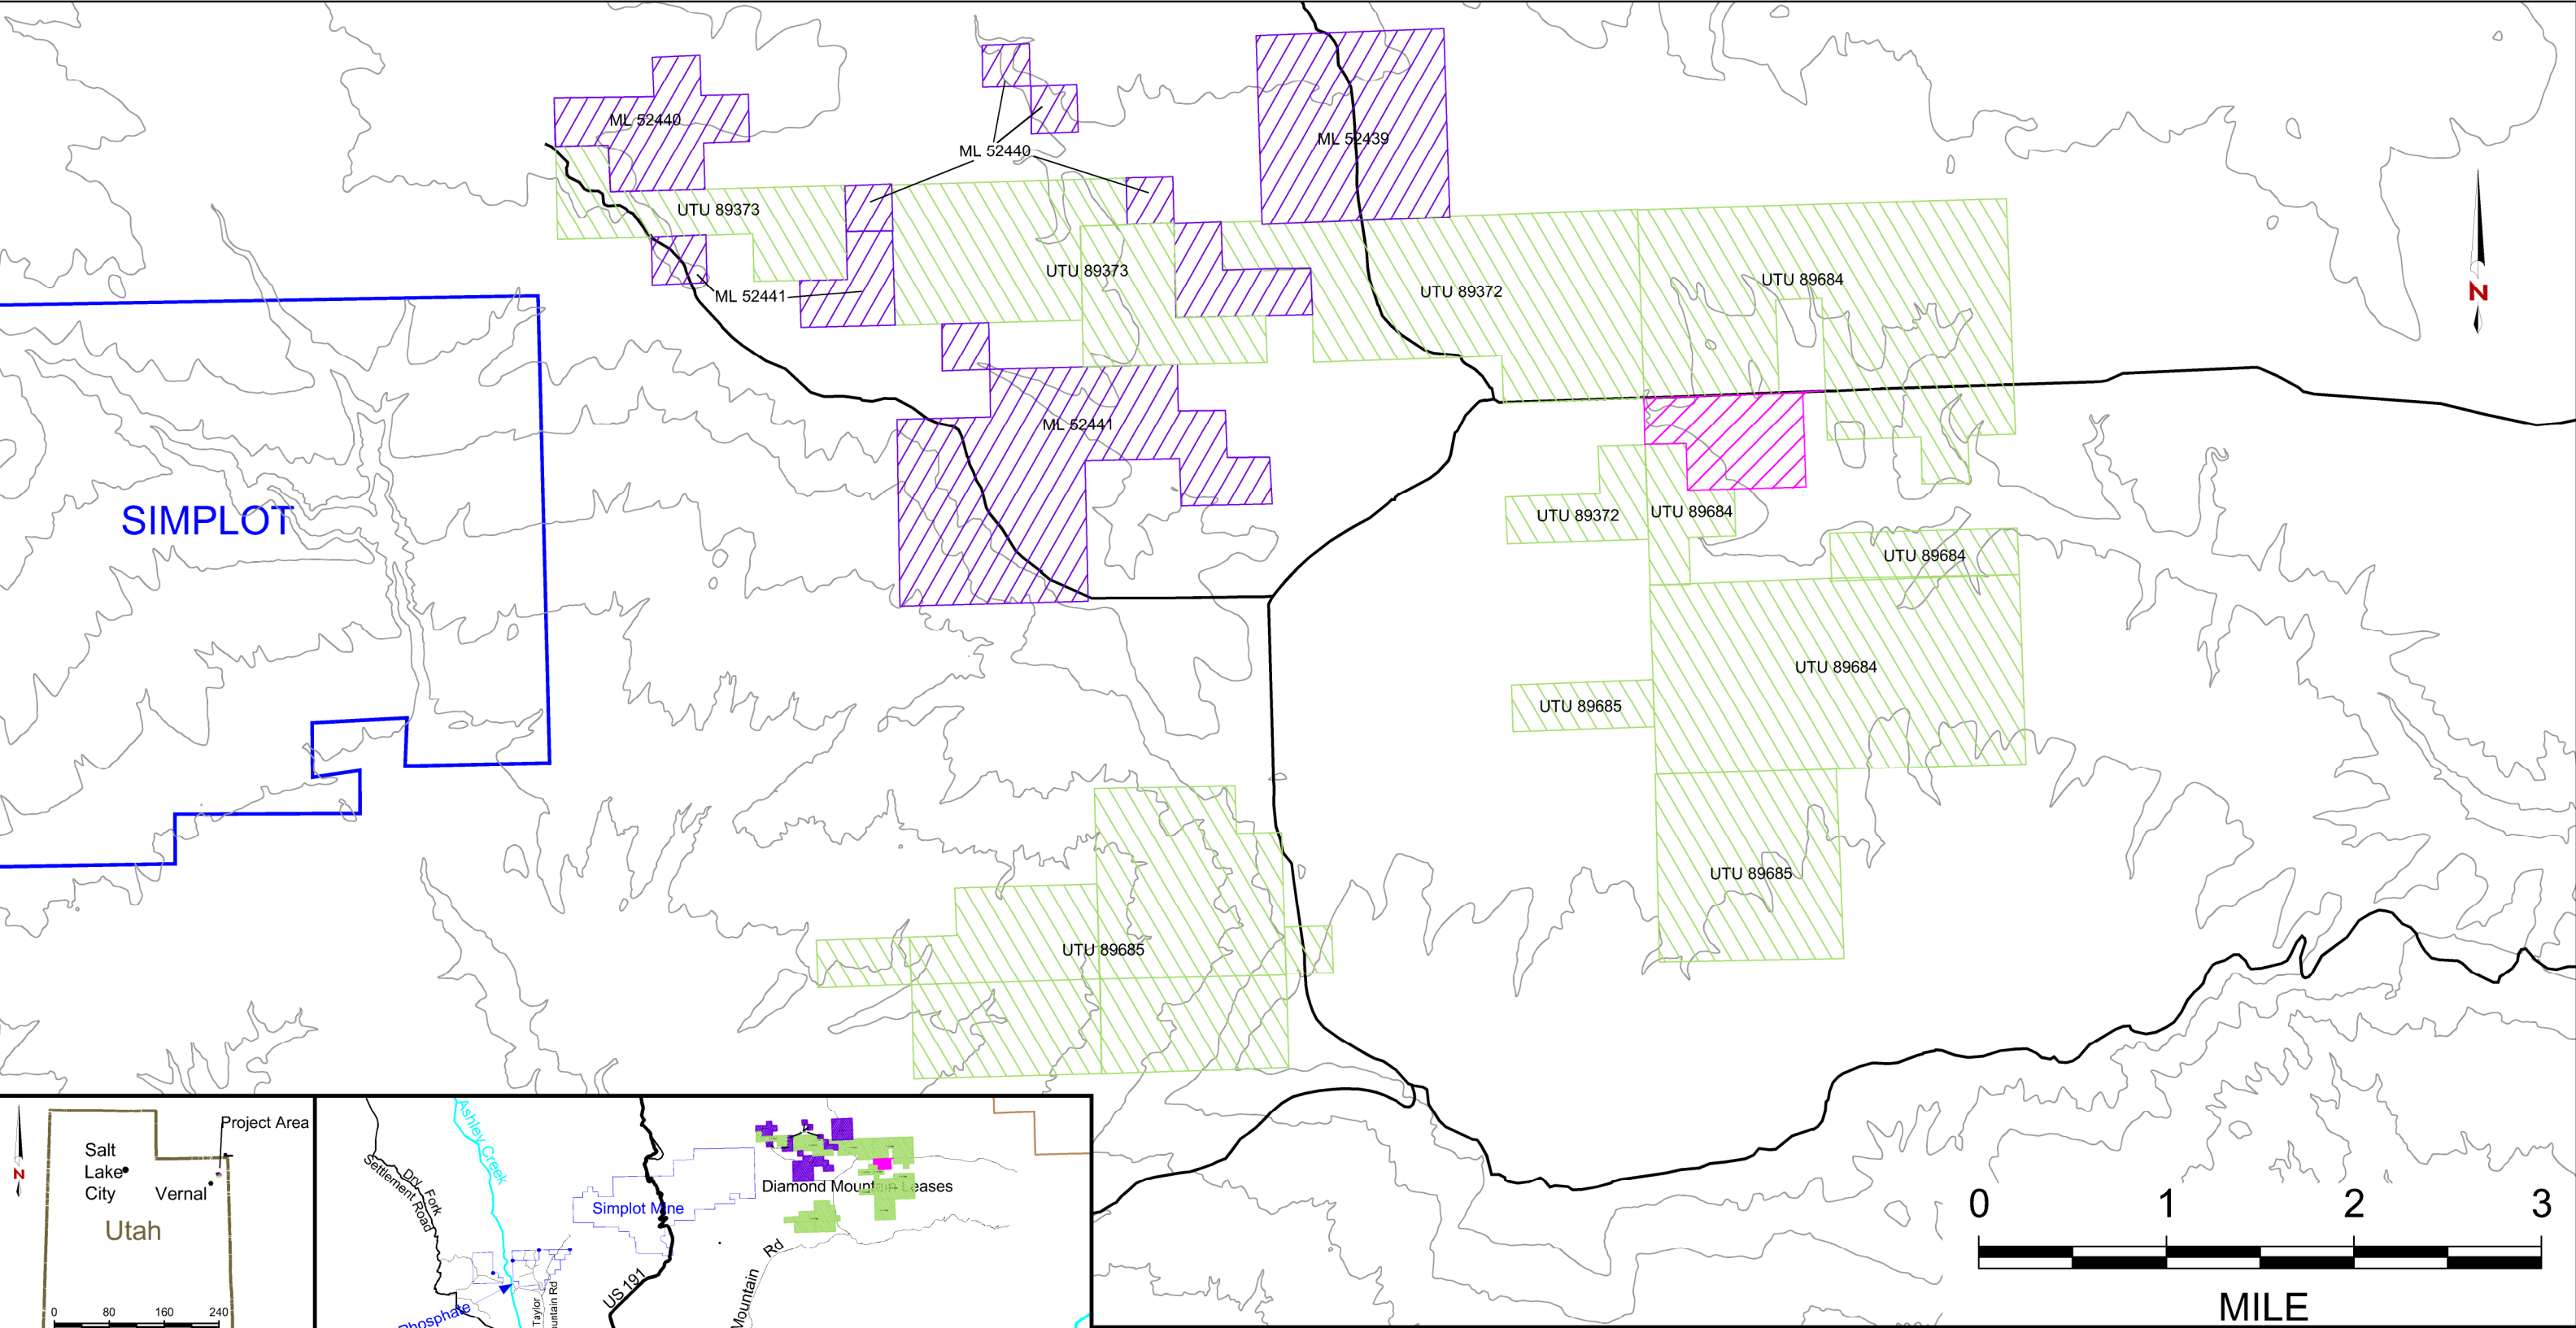 ML 52440
ML 52439
ML 52440
UTU 89373
UTU 89373
UTU 89684
UTU 89372
ML 52441
ML 52441
N
SIMPLOT
UTU 89372
UTU 89684
UTU 89684
UTU 89684
UTU 89685
UTU 89685
UTU 89685
N
Project Area
Salt
Lake
City
Vernal
Utah
0 80 160 240
Ashley Creek
Dry Fork
Settlement Road
Diamond Mountain Leases
Simplot Mine
US 191
Mountain
Rd
Phosphate
Taylor
0 1 2 3
MILE